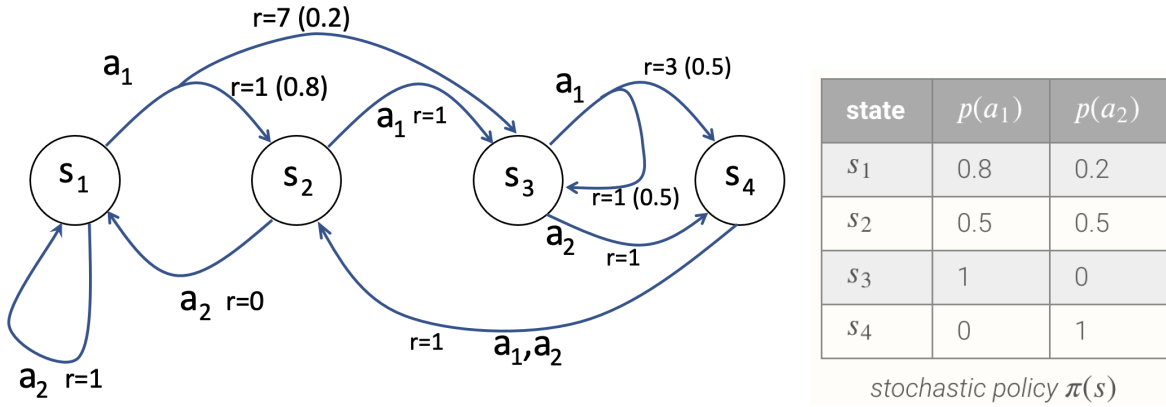 r=7 (0.2)
a₁
r=1 (0.8)
a₁ r=1
a₁
r=3 (0.5)
s₁
s₂
s₃
s₄
r=1 (0.5)
a₂
r=1
a₂ r=0
r=1
a₁,a₂
a₂ r=1
state p(a₁) p(a₂)
s₁ 0.8 0.2
s₂ 0.5 0.5
s₃ 1 0
s₄ 0 1
stochastic policy π(s)